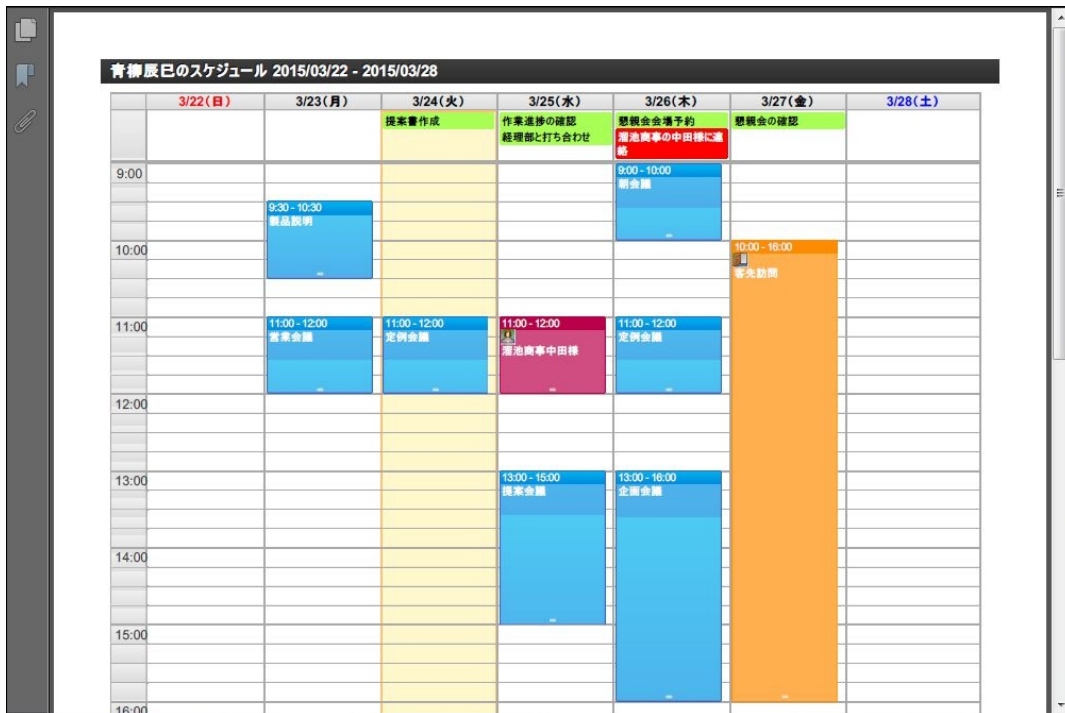 青柳辰巳のスケジュール 2015/03/22 - 2015/03/28
3/22(日) 3/23(月) 3/24(火) 3/25(水) 3/26(木) 3/27(金) 3/28(土)
提案書作成
作業進捗の確認
経理部と打ち合わせ
懇親会会場予約
溜池商事の中田様に連
絡
懇親会の確認
9:00
9:00 - 10:00
朝会議
9:30 - 10:30
製品説明
10:00
10:00 - 16:00
客先訪問
11:00
11:00 - 12:00
営業会議
11:00 - 12:00
定例会議
11:00 - 12:00
溜池商事中田様
11:00 - 12:00
定例会議
12:00
13:00
13:00 - 15:00
提案会議
13:00 - 16:00
企画会議
14:00
15:00
16:00